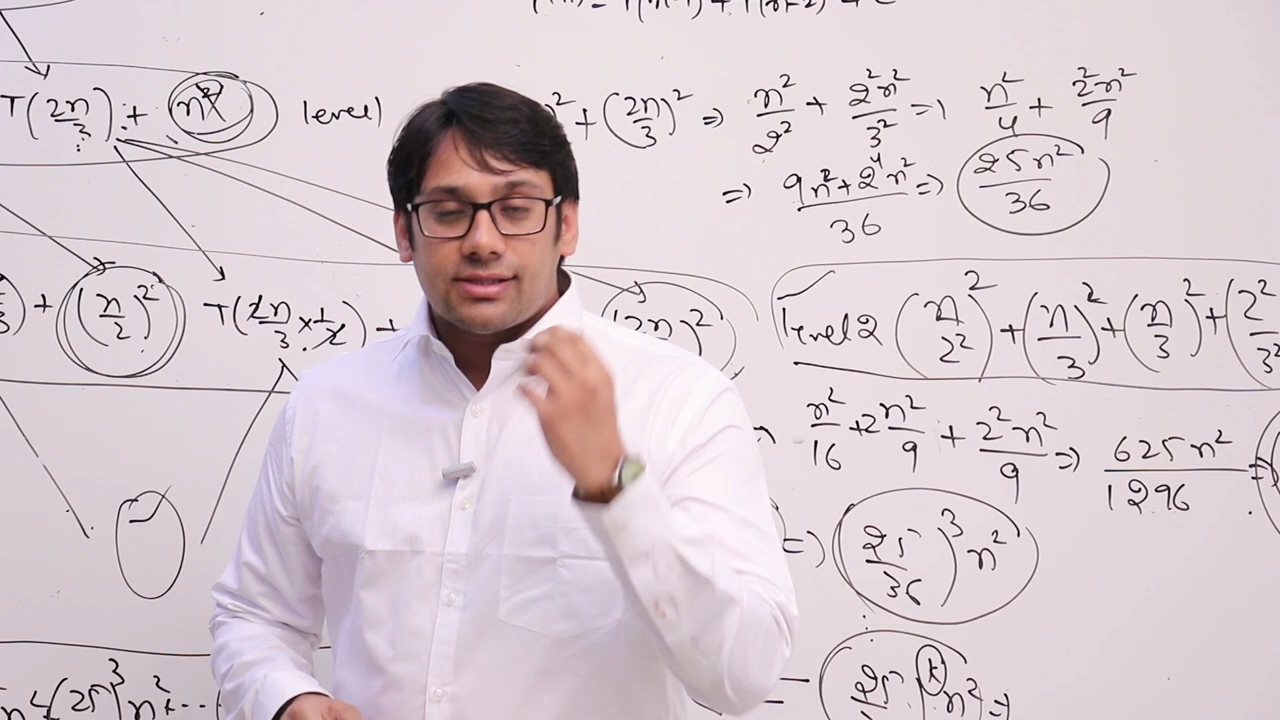 T(2n/3) + n² level)
² + (2n/3)² => n²/2² + 2²n²/3² => n²/4 + 2²n²/9
=> 9n²+2⁴n²/36 => 25n²/36
+ (n/2)² T(2n/3 × 1/2) + (2n)²
Level 2 (n/2²)² + (n/3)² + (n/3)² + (2²/3²
n²/16 + 2n²/9 + 2²n²/9 => 625n²/1296 =
=) (25/36)³ n²
(25)³ n² + ...
25 )ᵏ n² =>